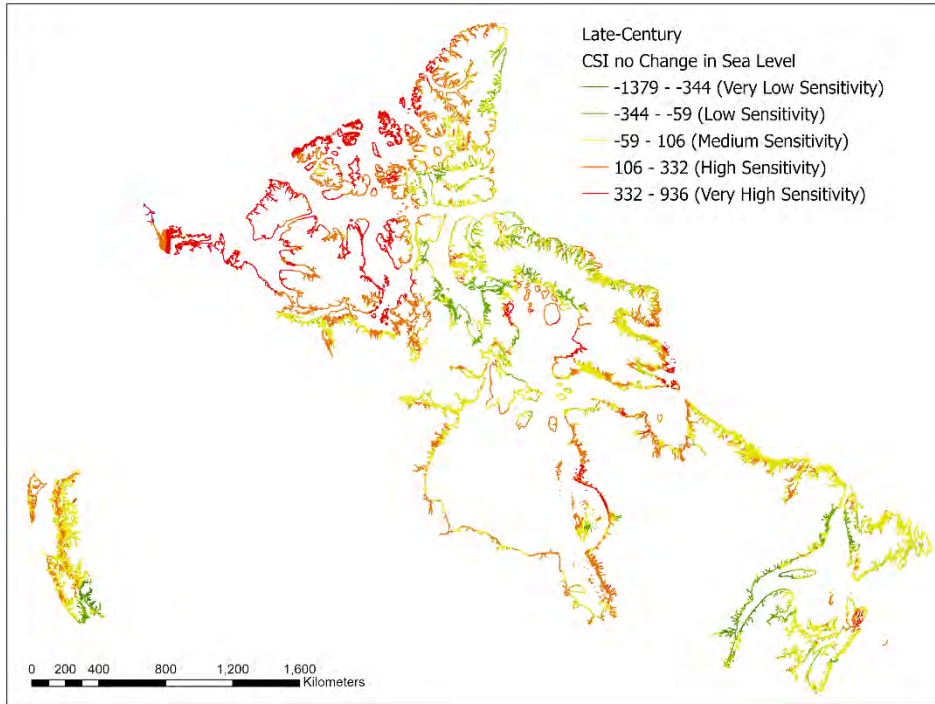 Late-Century
CSI no Change in Sea Level
-1379 - -344 (Very Low Sensitivity)
-344 - -59 (Low Sensitivity)
-59 - 106 (Medium Sensitivity)
106 - 332 (High Sensitivity)
332 - 936 (Very High Sensitivity)
0 200 400 800 1,200 1,600
Kilometers